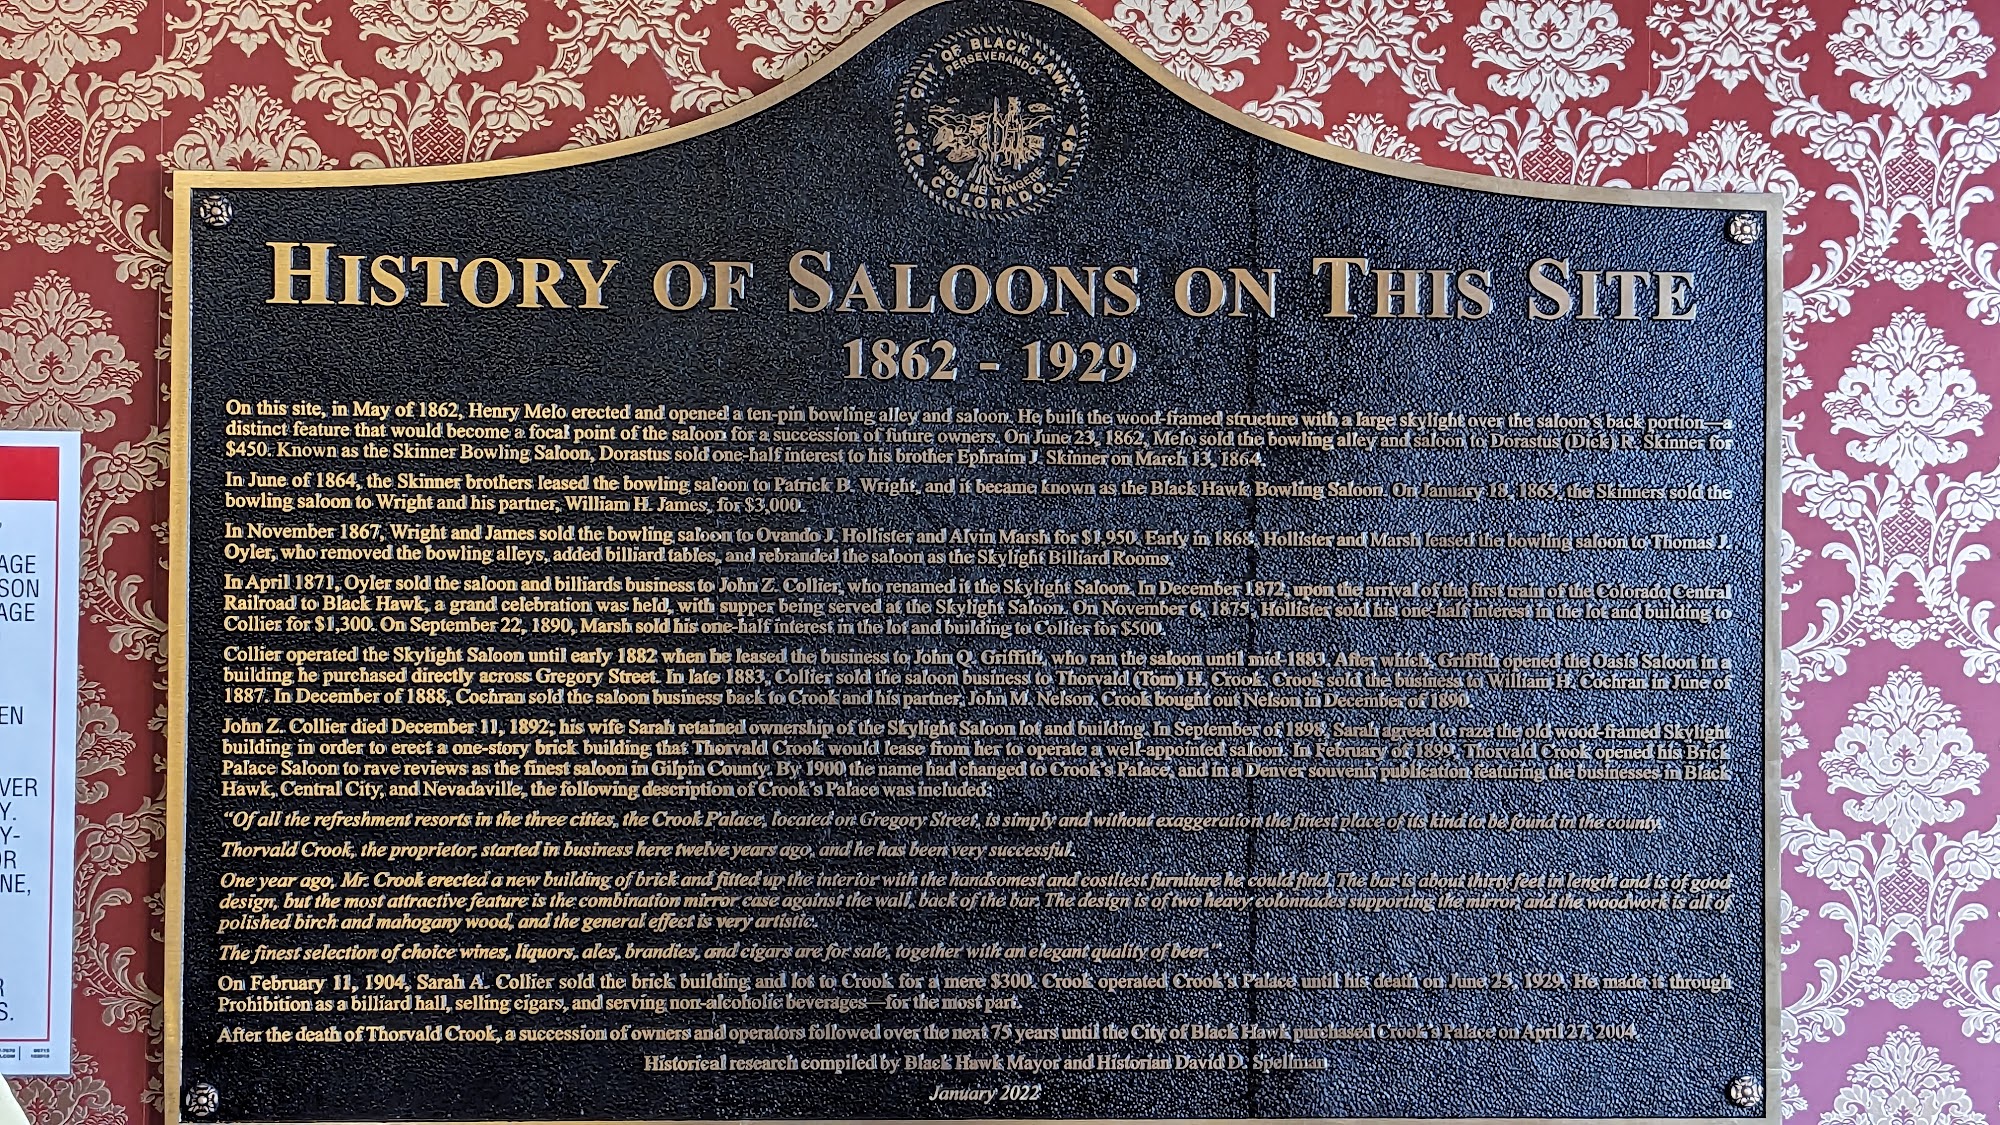 CITY OF BLACK HAWK
PERSEVERANDO
NOLI ME TANGERE
COLORADO
HISTORY OF SALOONS ON THIS SITE
1862 - 1929
On this site, in May of 1862, Henry Melo erected and opened a ten-pin bowling alley and saloon. He built the wood-framed structure with a large skylight over the saloon's back portion—a
distinct feature that would become a focal point of the saloon for a succession of future owners. On June 23, 1862, Melo sold the bowling alley and saloon to Dorastus (Dick) R. Skinner for
$450. Known as the Skinner Bowling Saloon, Dorastus sold one-half interest to his brother Ephraim J. Skinner on March 13, 1864.
In June of 1864, the Skinner brothers leased the bowling saloon to Patrick B. Wright, and it became known as the Black Hawk Bowling Saloon. On January 18, 1865, the Skinners sold the
bowling saloon to Wright and his partner, William H. James, for $3,000.
In November 1867, Wright and James sold the bowling saloon to Ovando J. Hollister and Alvin Marsh for $1,950. Early in 1868, Hollister and Marsh leased the bowling saloon to Thomas J.
Oyler, who removed the bowling alleys, added billiard tables, and rebranded the saloon as the Skylight Billiard Rooms.
In April 1871, Oyler sold the saloon and billiards business to John Z. Collier, who renamed it the Skylight Saloon. In December 1872, upon the arrival of the first train of the Colorado Central
Railroad to Black Hawk, a grand celebration was held, with supper being served at the Skylight Saloon. On November 6, 1875, Hollister sold his one-half interest in the lot and building to
Collier for $1,300. On September 22, 1890, Marsh sold his one-half interest in the lot and building to Collier for $500.
Collier operated the Skylight Saloon until early 1882 when he leased the business to John Q. Griffith, who ran the saloon until mid-1883. After which, Griffith opened the Oasis Saloon in a
building he purchased directly across Gregory Street. In late 1883, Collier sold the saloon business to Thorvald (Tom) H. Crook. Crook sold the business to William H. Cochran in June of
1887. In December of 1888, Cochran sold the saloon business back to Crook and his partner, John M. Nelson. Crook bought out Nelson in December of 1890.
John Z. Collier died December 11, 1892; his wife Sarah retained ownership of the Skylight Saloon lot and building. In September of 1898, Sarah agreed to raze the old wood-framed Skylight
building in order to erect a one-story brick building that Thorvald Crook would lease from her to operate a well-appointed saloon. In February of 1899, Thorvald Crook opened his Brick
Palace Saloon to rave reviews as the finest saloon in Gilpin County. By 1900 the name had changed to Crook's Palace, and in a Denver souvenir publication featuring the businesses in Black
Hawk, Central City, and Nevadaville, the following description of Crook's Palace was included:
"Of all the refreshment resorts in the three cities, the Crook Palace, located on Gregory Street, is simply and without exaggeration the finest place of its kind to be found in the county.
Thorvald Crook, the proprietor, started in business here twelve years ago, and he has been very successful.
One year ago, Mr. Crook erected a new building of brick and fitted up the interior with the handsomest and costliest furniture he could find. The bar is about thirty feet in length and is of good
design, but the most attractive feature is the combination mirror case against the wall, back of the bar. The design is of two heavy colonnades supporting the mirror, and the woodwork is all of
polished birch and mahogany wood, and the general effect is very artistic.
The finest selection of choice wines, liquors, ales, brandies, and cigars are for sale, together with an elegant quality of beer."
On February 11, 1904, Sarah A. Collier sold the brick building and lot to Crook for a mere $300. Crook operated Crook's Palace until his death on June 25, 1929. He made it through
Prohibition as a billiard hall, selling cigars, and serving non-alcoholic beverages—for the most part.
After the death of Thorvald Crook, a succession of owners and operators followed over the next 75 years until the City of Black Hawk purchased Crook's Palace on April 27, 2004.
Historical research compiled by Black Hawk Mayor and Historian David D. Spellman
January 2022
AGE
SON
AGE
EN
VER
Y.
Y-
OR
NE,
R
S.